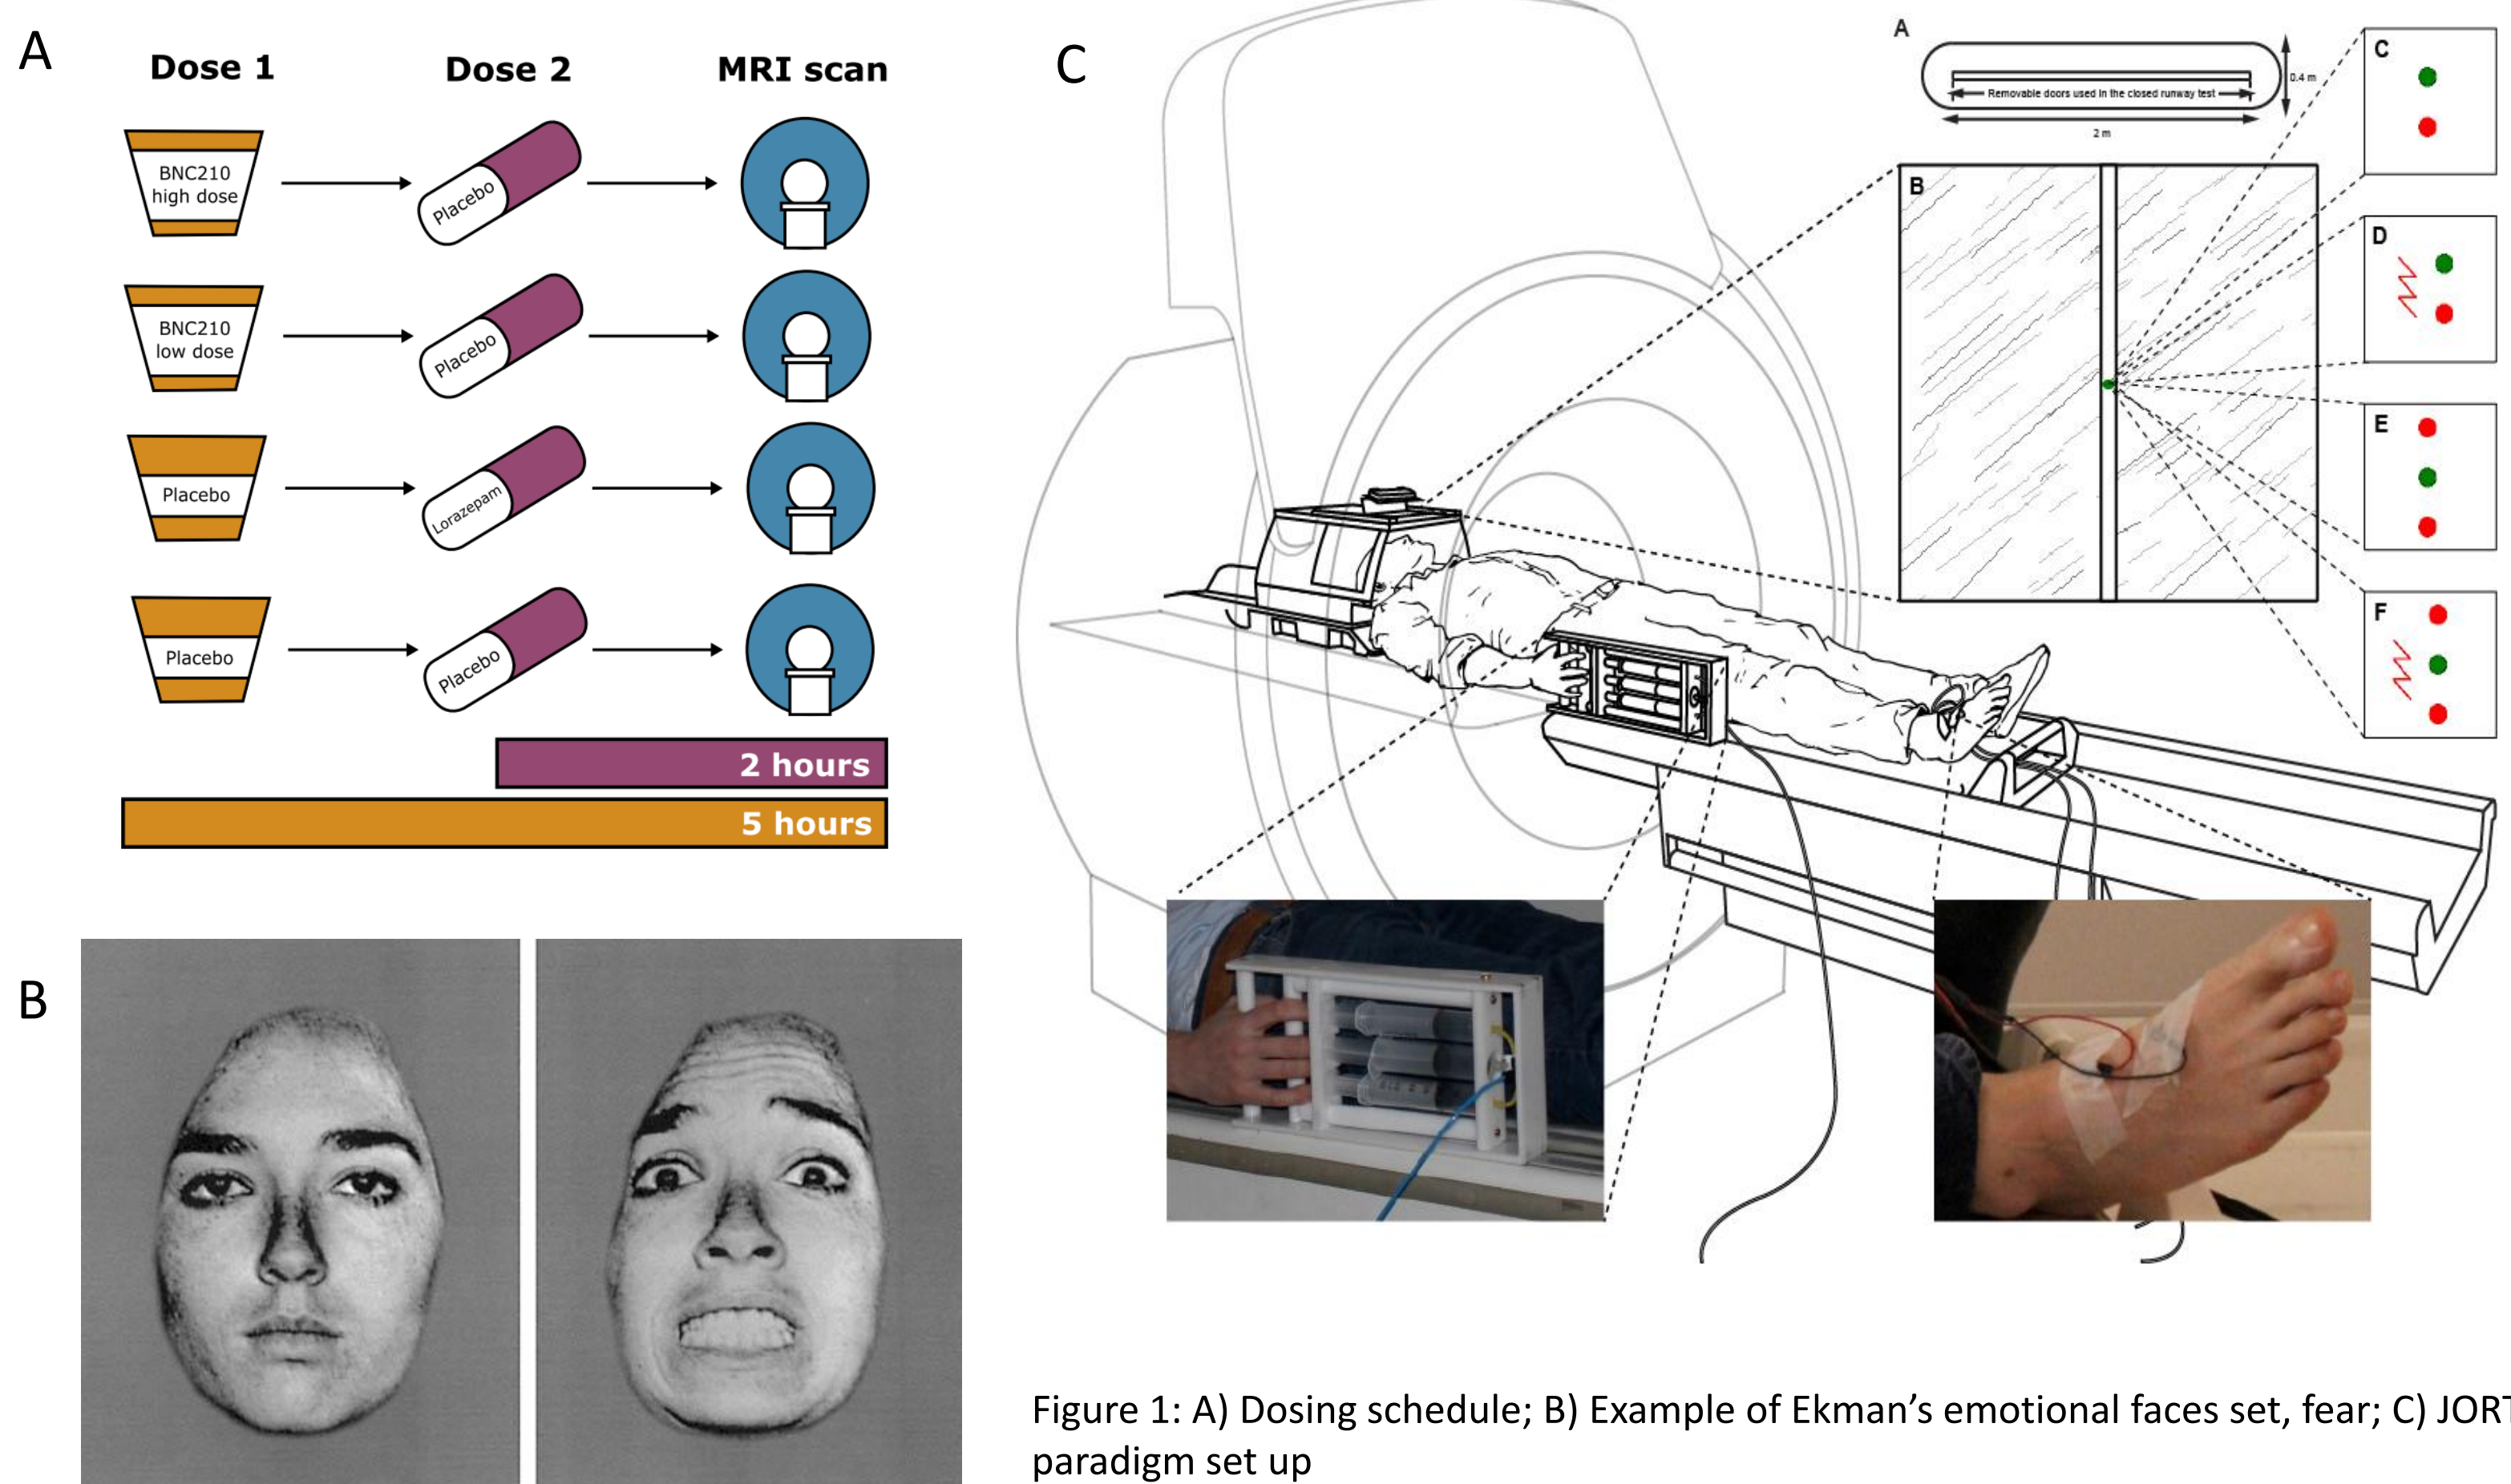 A
Dose 1
Dose 2
MRI scan
BNC210
high dose
Placebo
BNC210
low dose
Placebo
Placebo
Lorazepam
Placebo
Placebo
2 hours
5 hours
B
C
A
Removable doors used in the closed runway test
0.4 m
2 m
B
C
D
E
F
Figure 1: A) Dosing schedule; B) Example of Ekman’s emotional faces set, fear; C) JORT
paradigm set up